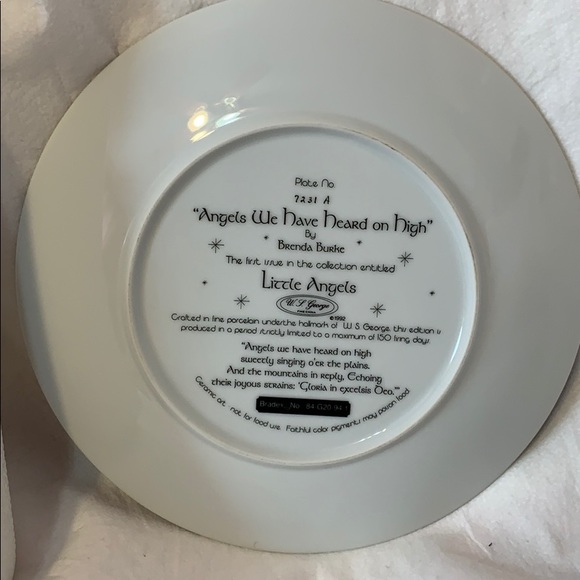 Plate No.
7231 A
"Angels We Have Heard on High"
By
Brenda Burke
The first issue in the collection entitled
Little Angels
W. S. George
©1992
Crafted in fine porcelain under the hallmark of W. S. George, this edition is
produced in a period strictly limited to a maximum of 150 firing days.
"Angels we have heard on high
sweetly singing o'er the plains.
And the mountains in reply, Echoing
their joyous strains: 'Gloria in excelsis Deo.'"
Bradex No. 84-G20-94.1
Ceramic art, not for food use. Faithful color pigments may poison food